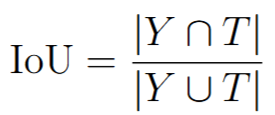 IoU = |Y ∩ T| / |Y ∪ T|